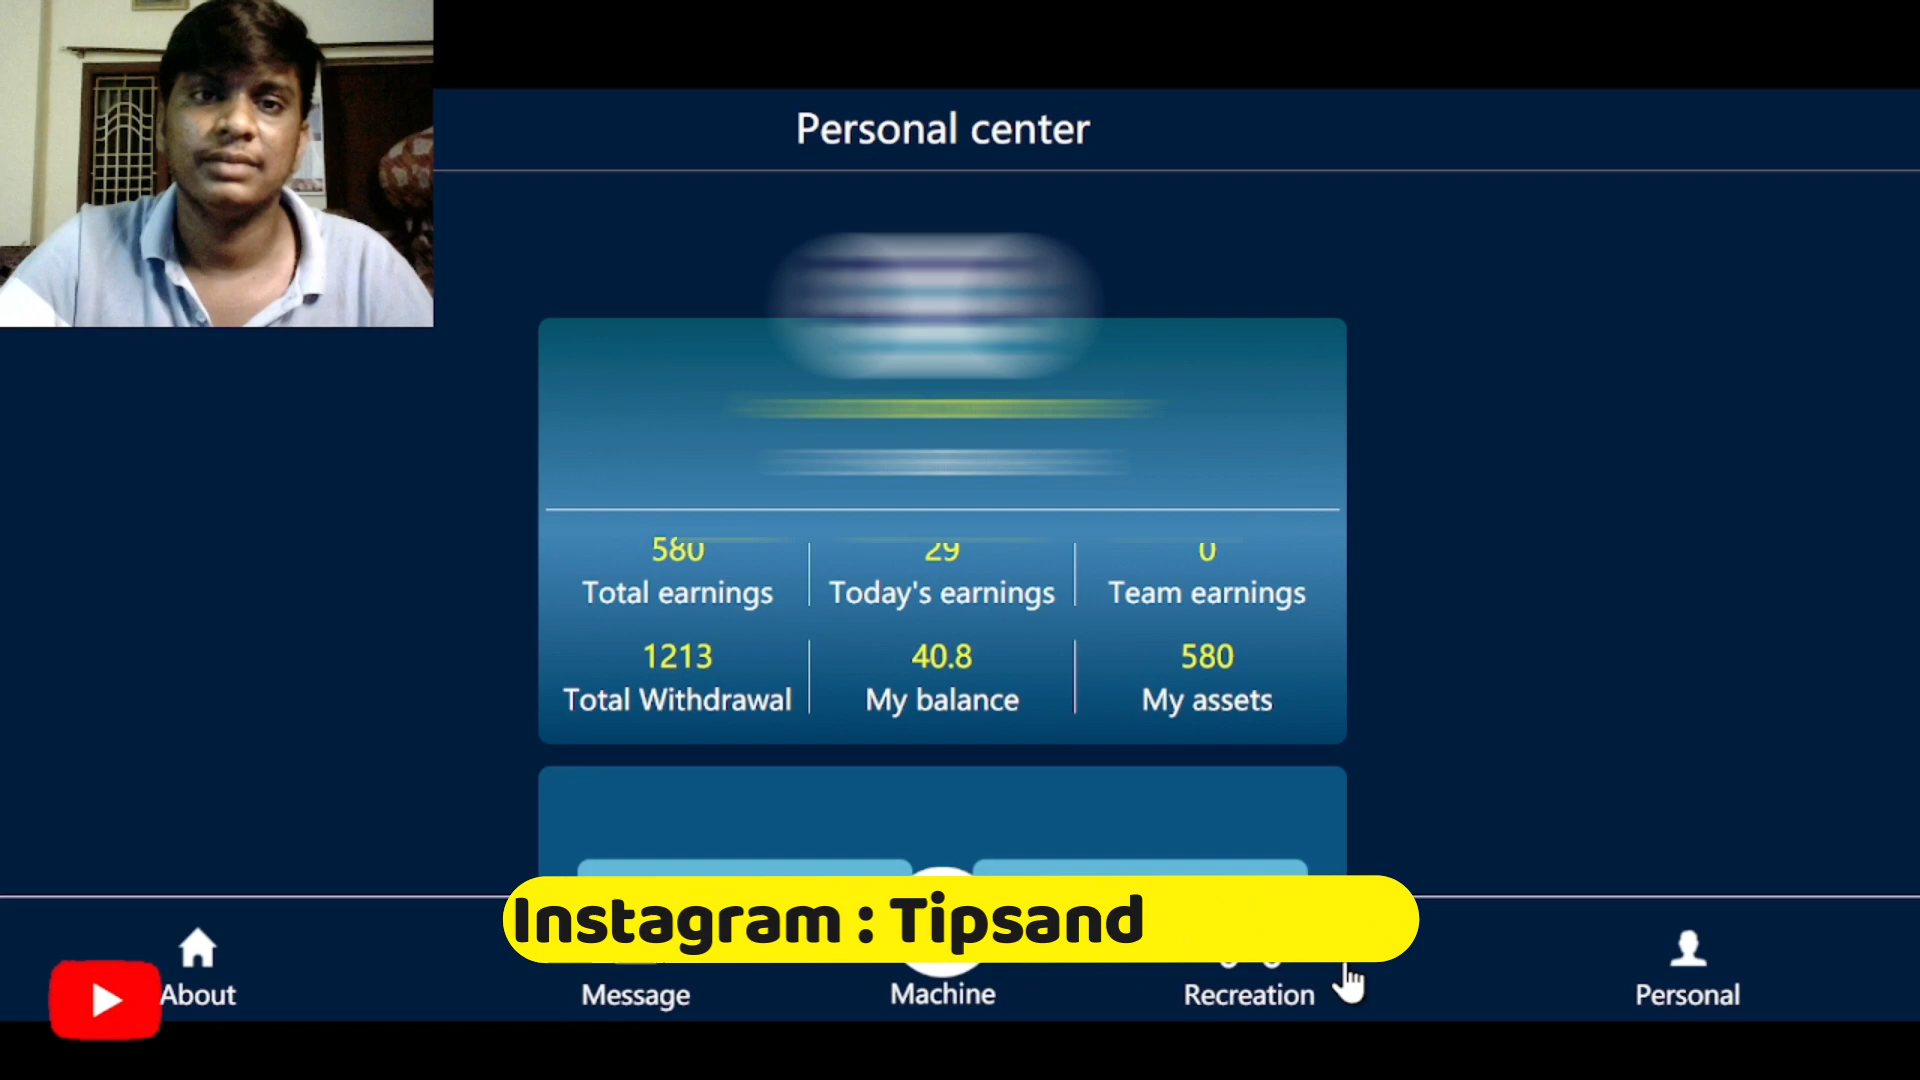 Personal center
580
29
0
Total earnings
Today's earnings
Team earnings
1213
40.8
580
Total Withdrawal
My balance
My assets
Instagram : Tipsand
About
Message
Machine
Recreation
Personal